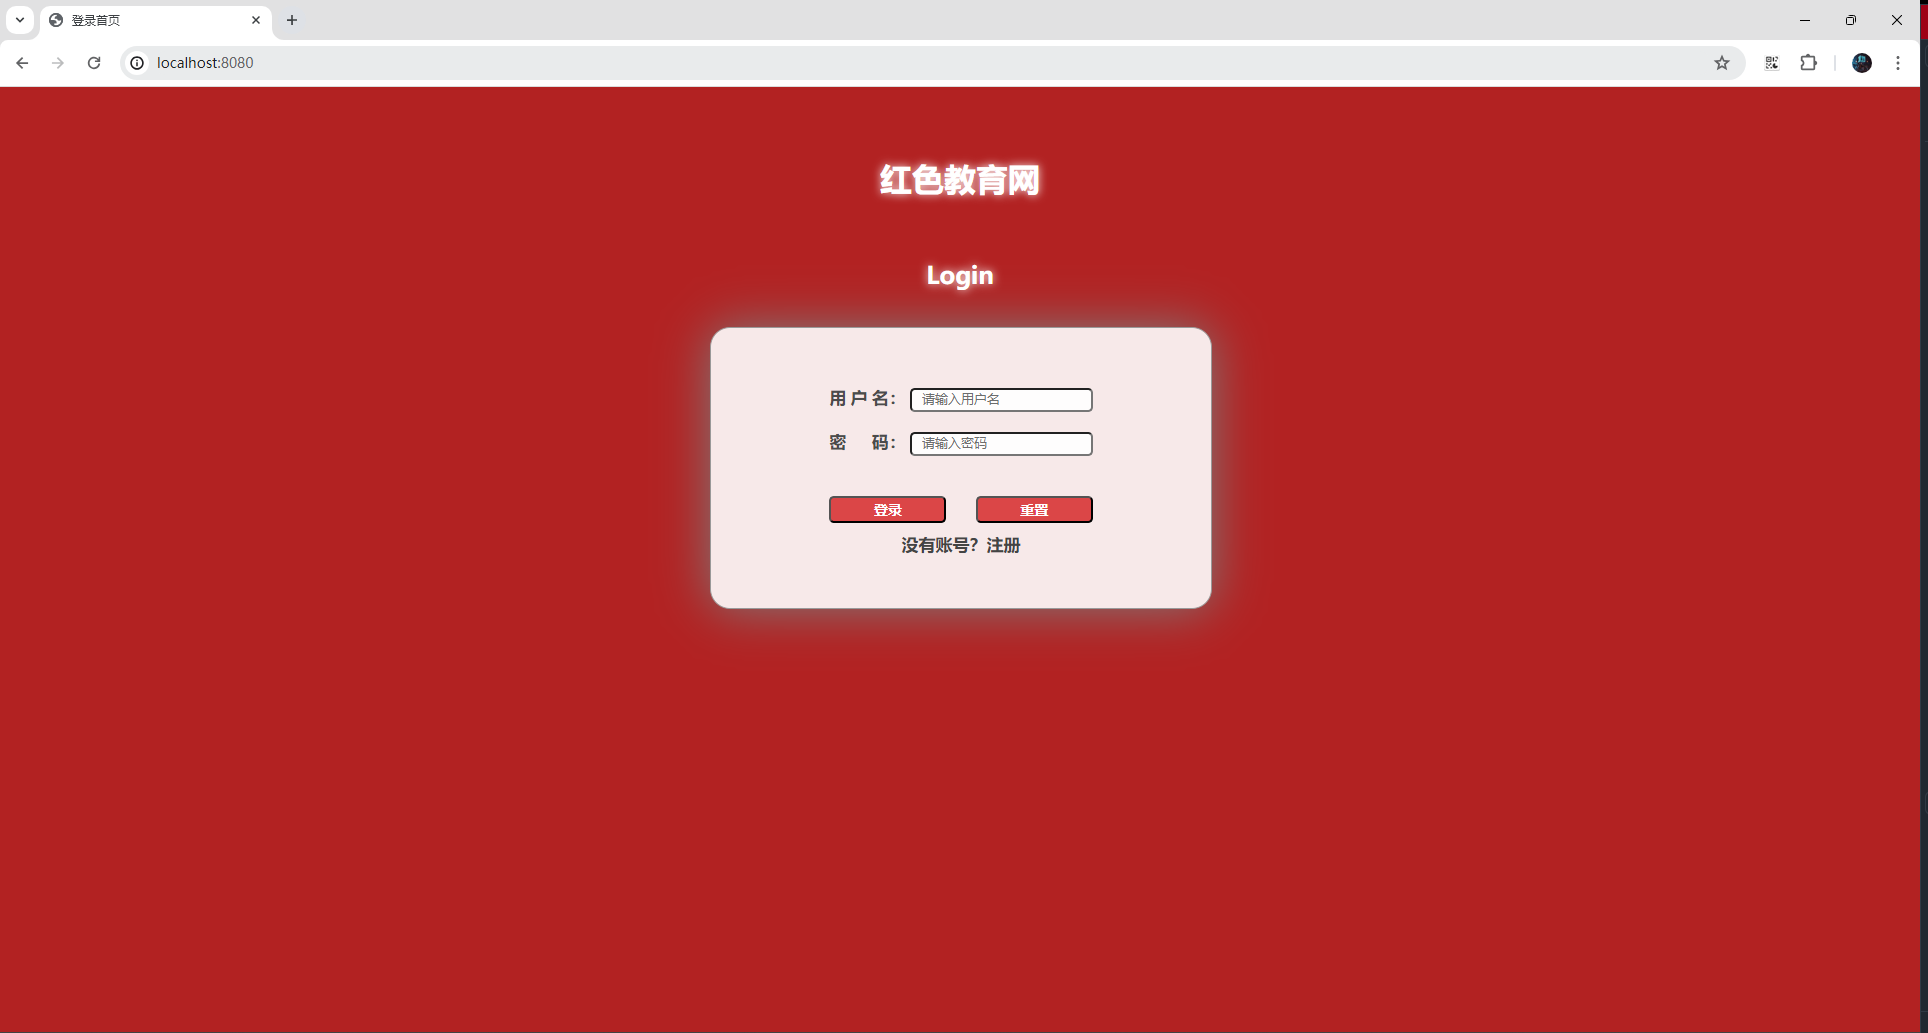 登录首页
localhost:8080
红色教育网
Login
用 户 名： 请输入用户名
密 码： 请输入密码
登录 重置
没有账号？注册